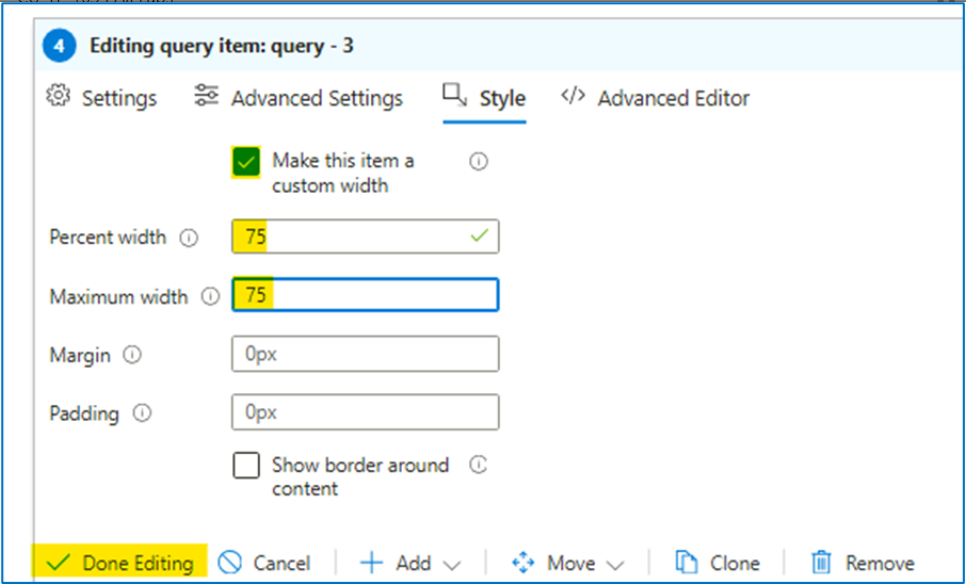 4 Editing query item: query - 3
Settings Advanced Settings Style </> Advanced Editor
Make this item a
custom width
Percent width 75
Maximum width 75
Margin 0px
Padding 0px
Show border around
content
Done Editing Cancel Add Move Clone Remove